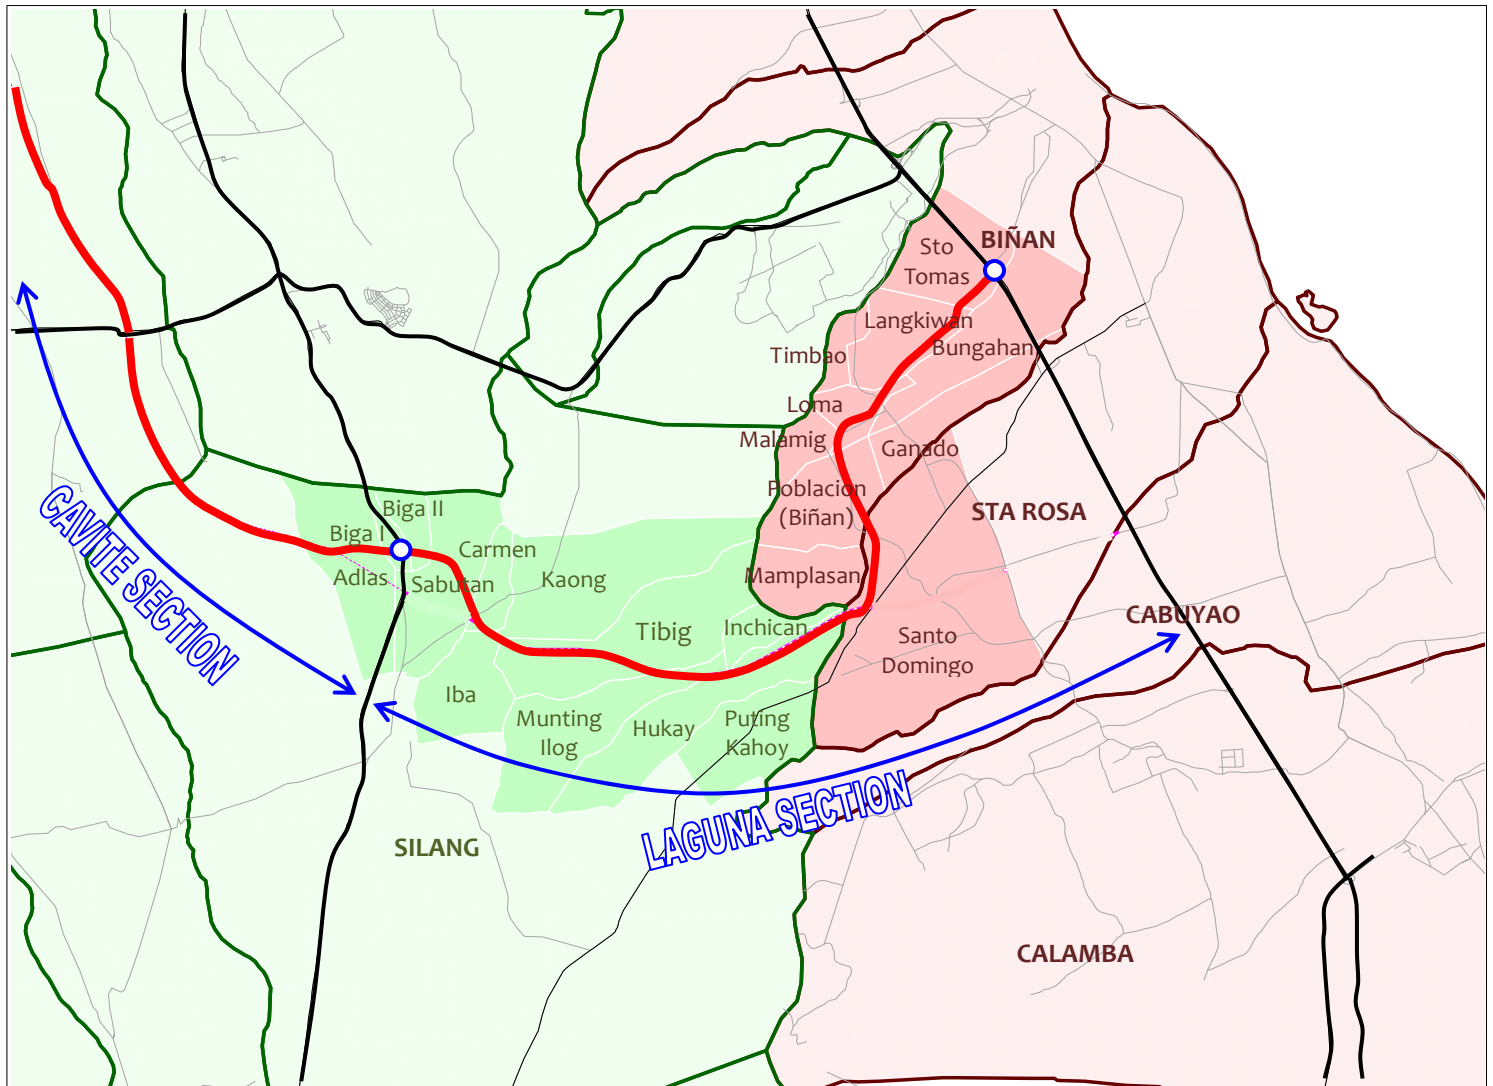 Sto
Tomas
BIÑAN
Langkiwan
Bungahan
Timbao
Loma
Malamig
Ganado
Poblacion
(Biñan)
STA ROSA
Biga II
Biga I
Carmen
Adlas
Sabutan
Kaong
Mamplasan
CAVITE SECTION
Tibig
Inchican
CABUYAO
Santo
Domingo
Iba
Munting
Ilog
Hukay
Puting
Kahoy
LAGUNA SECTION
SILANG
CALAMBA